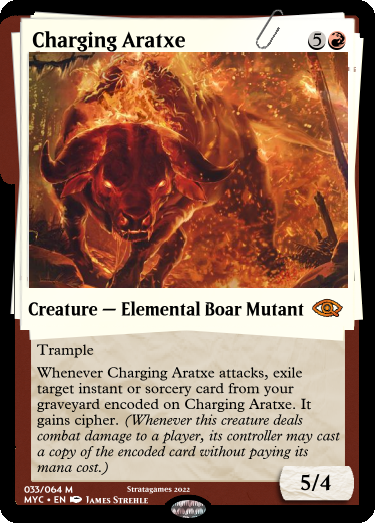 Charging Aratxe
5
Creature — Elemental Boar Mutant
Trample
Whenever Charging Aratxe attacks, exile
target instant or sorcery card from your
graveyard encoded on Charging Aratxe. It
gains cipher. (Whenever this creature deals
combat damage to a player, its controller may cast
a copy of the encoded card without paying its
mana cost.)
5/4
033/064 M
Stratagames 2022
MYC • EN James Strehle